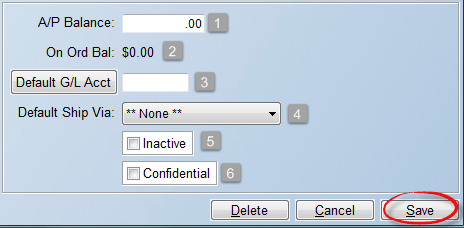 A/P Balance: .00 1
On Ord Bal: $0.00 2
Default G/L Acct 3
Default Ship Via: ** None ** 4
Inactive 5
Confidential 6
Delete Cancel Save